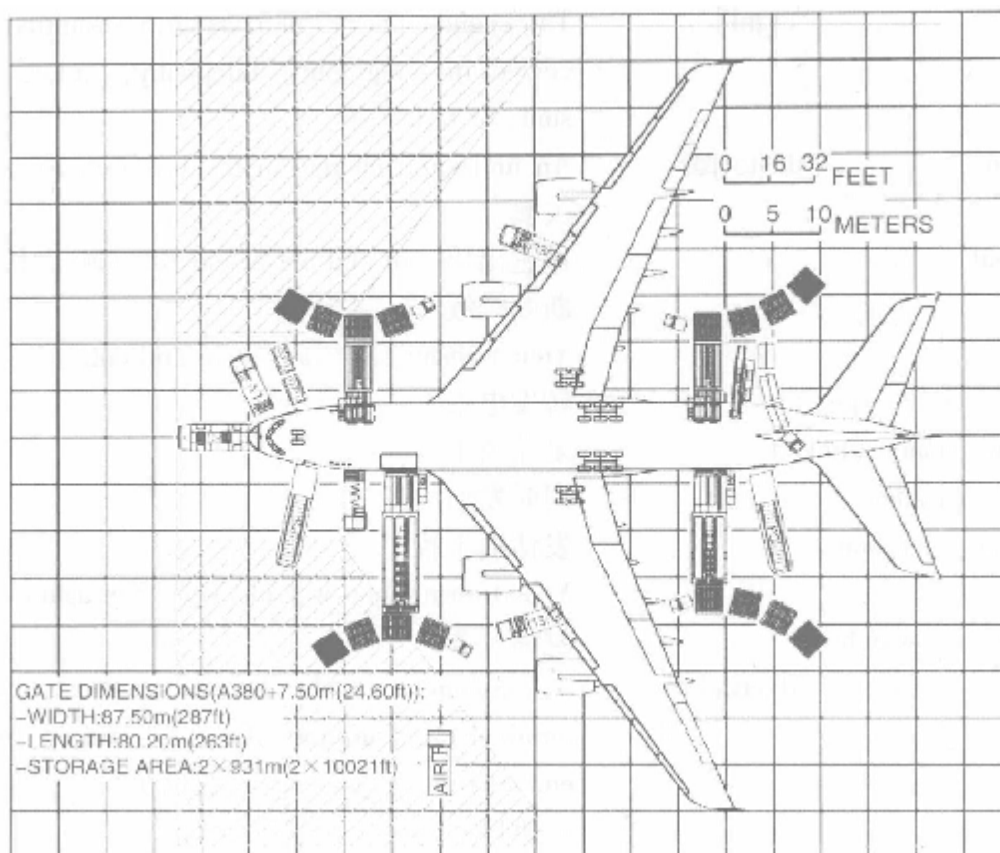 0 16 32
FEET
0 5 10
METERS
GATE DIMENSIONS(A380+7.50m(24.60ft)):
-WIDTH:87.50m(287ft)
-LENGTH:80.20m(263ft)
-STORAGE AREA:2×931m(2×10021ft)
AIRTH